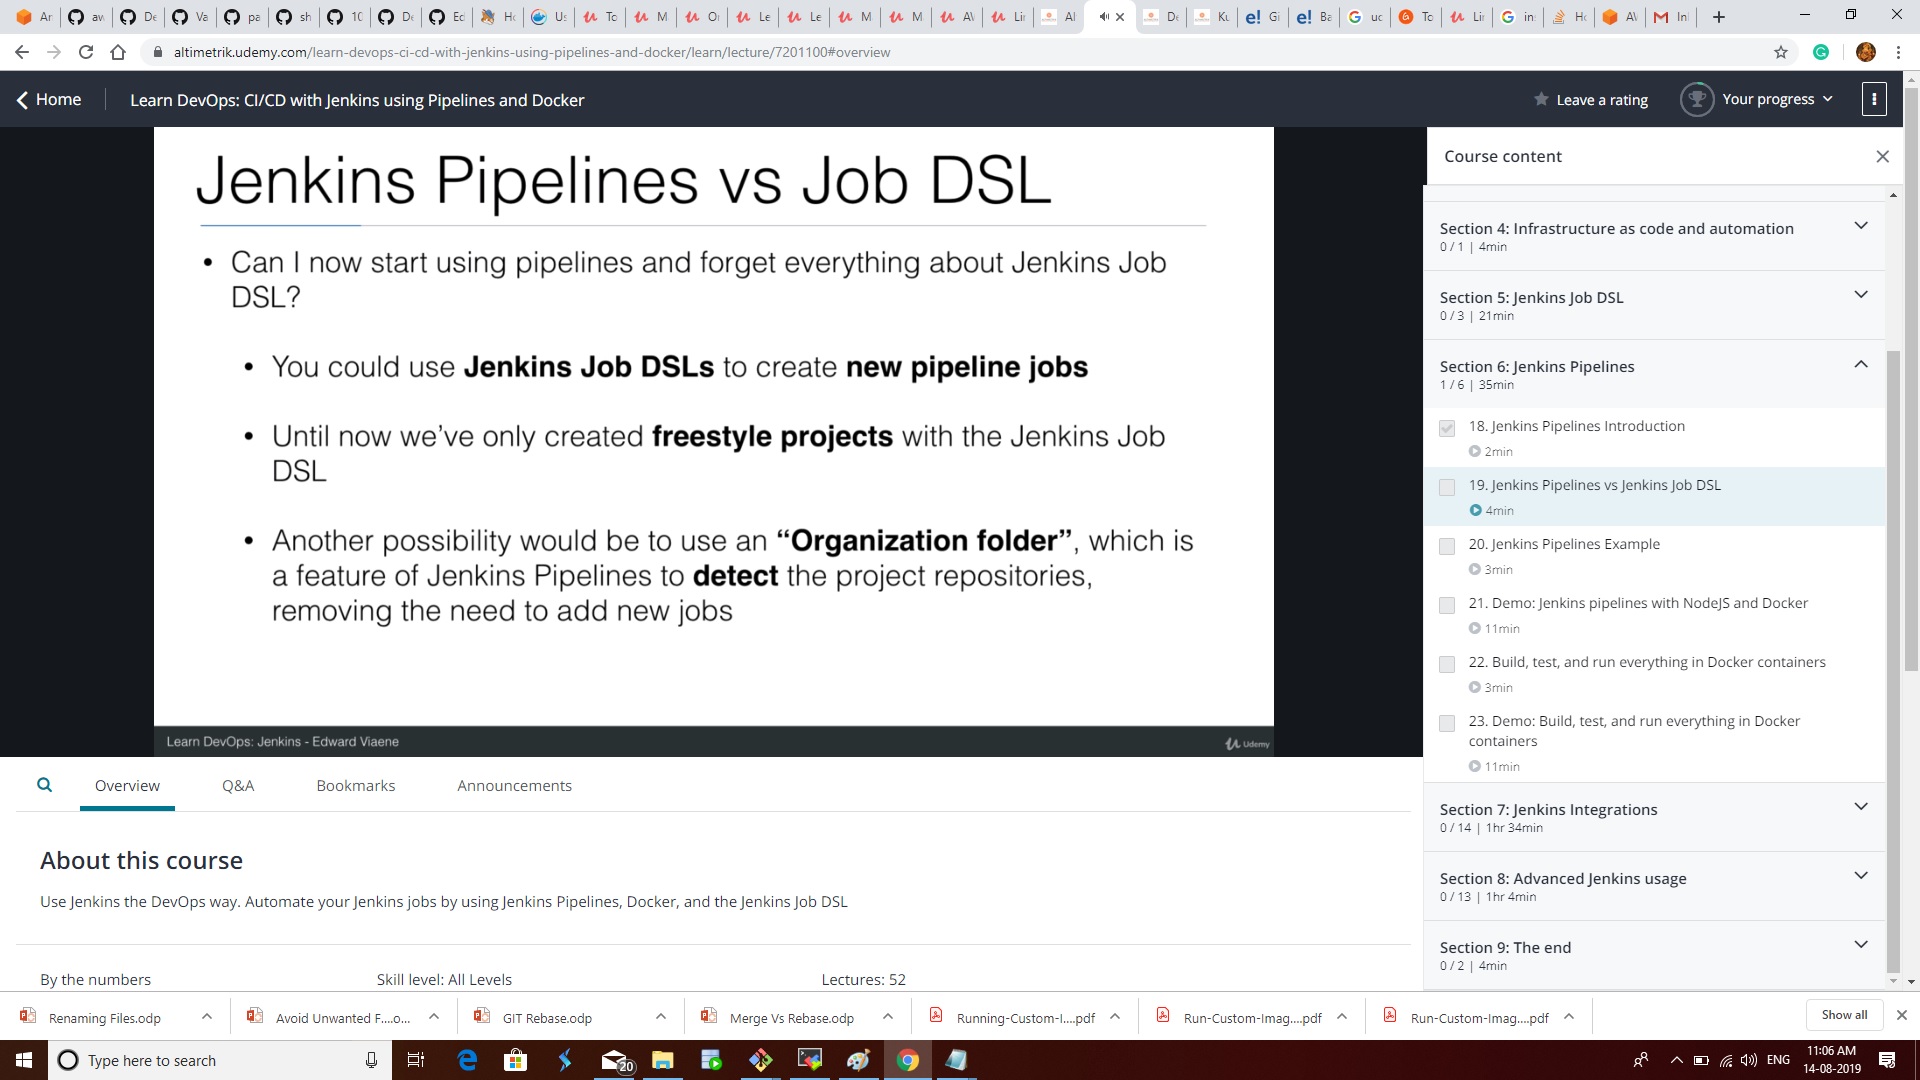 Ar
aw
De
Va
pa
sh
10
De
Ec
Ho
Us
To
M
Or
Le
Le
M
M
AV
Lir
Al
De
Ku
Gi
Ba
uc
To
Lir
in
Ho
AV
In
altimetrik.udemy.com/learn-devops-ci-cd-with-jenkins-using-pipelines-and-docker/learn/lecture/7201100#overview
Home
Learn DevOps: CI/CD with Jenkins using Pipelines and Docker
Leave a rating
Your progress
Jenkins Pipelines vs Job DSL
• Can I now start using pipelines and forget everything about Jenkins Job
DSL?
• You could use Jenkins Job DSLs to create new pipeline jobs
• Until now we’ve only created freestyle projects with the Jenkins Job
DSL
• Another possibility would be to use an “Organization folder”, which is
a feature of Jenkins Pipelines to detect the project repositories,
removing the need to add new jobs
Learn DevOps: Jenkins - Edward Viaene
Udemy
Course content
Section 4: Infrastructure as code and automation
0 / 1 | 4min
Section 5: Jenkins Job DSL
0 / 3 | 21min
Section 6: Jenkins Pipelines
1 / 6 | 35min
18. Jenkins Pipelines Introduction
2min
19. Jenkins Pipelines vs Jenkins Job DSL
4min
20. Jenkins Pipelines Example
3min
21. Demo: Jenkins pipelines with NodeJS and Docker
11min
22. Build, test, and run everything in Docker containers
3min
23. Demo: Build, test, and run everything in Docker
containers
11min
Section 7: Jenkins Integrations
0 / 14 | 1hr 34min
Section 8: Advanced Jenkins usage
0 / 13 | 1hr 4min
Section 9: The end
0 / 2 | 4min
Overview
Q&A
Bookmarks
Announcements
About this course
Use Jenkins the DevOps way. Automate your Jenkins jobs by using Jenkins Pipelines, Docker, and the Jenkins Job DSL
By the numbers
Skill level: All Levels
Lectures: 52
Renaming Files.odp
Avoid Unwanted F....o...
GIT Rebase.odp
Merge Vs Rebase.odp
Running-Custom-I....pdf
Run-Custom-Imag....pdf
Run-Custom-Imag....pdf
Show all
Type here to search
20
ENG
11:06 AM
14-08-2019